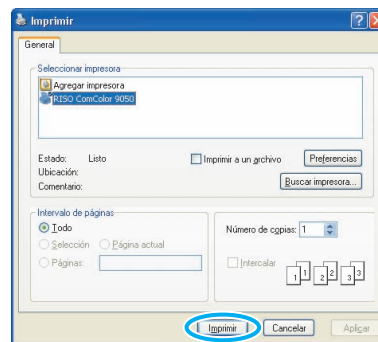 Imprimir
General
Seleccionar impresora
Agregar impresora
RISO ComColor 9050
Estado: Listo
Ubicación:
Comentario:
Imprimir a un archivo
Preferencias
Buscar impresora...
Intervalo de páginas
Todo
Selección Página actual
Páginas:
Número de copias: 1
Intercalar
1 1 2 2 3 3
Imprimir Cancelar Aplicar